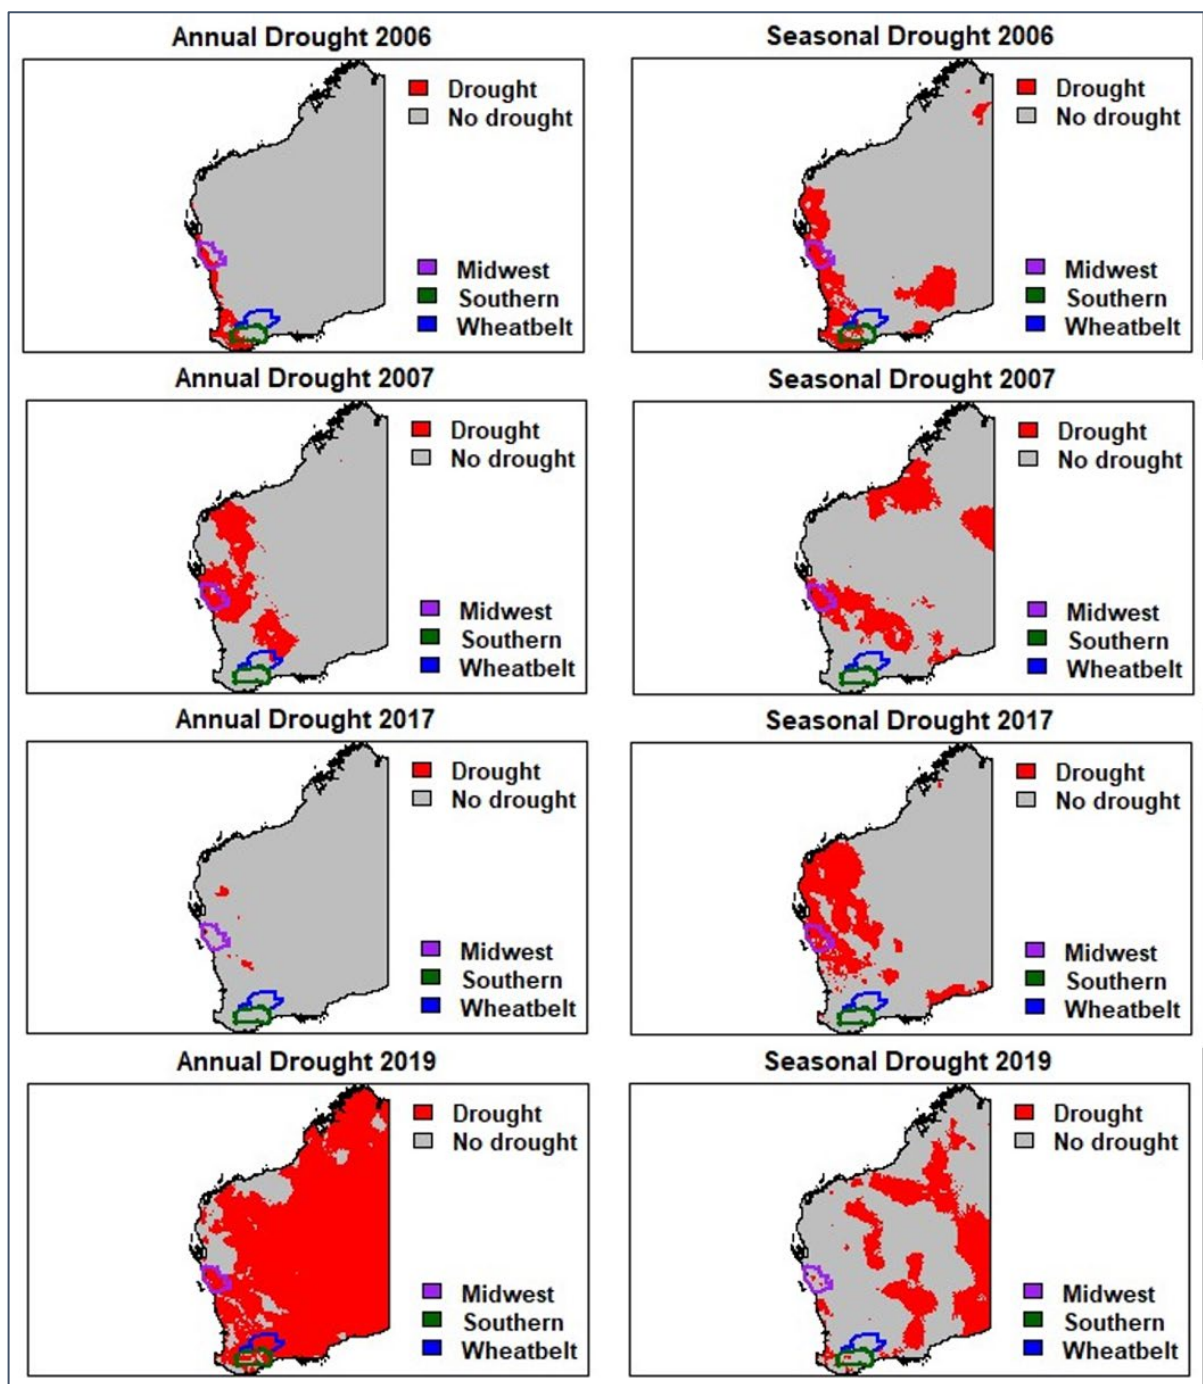 Annual Drought 2006
Drought
No drought
Midwest
Southern
Wheatbelt
Seasonal Drought 2006
Drought
No drought
Midwest
Southern
Wheatbelt
Annual Drought 2007
Drought
No drought
Midwest
Southern
Wheatbelt
Seasonal Drought 2007
Drought
No drought
Midwest
Southern
Wheatbelt
Annual Drought 2017
Drought
No drought
Midwest
Southern
Wheatbelt
Seasonal Drought 2017
Drought
No drought
Midwest
Southern
Wheatbelt
Annual Drought 2019
Drought
No drought
Midwest
Southern
Wheatbelt
Seasonal Drought 2019
Drought
No drought
Midwest
Southern
Wheatbelt